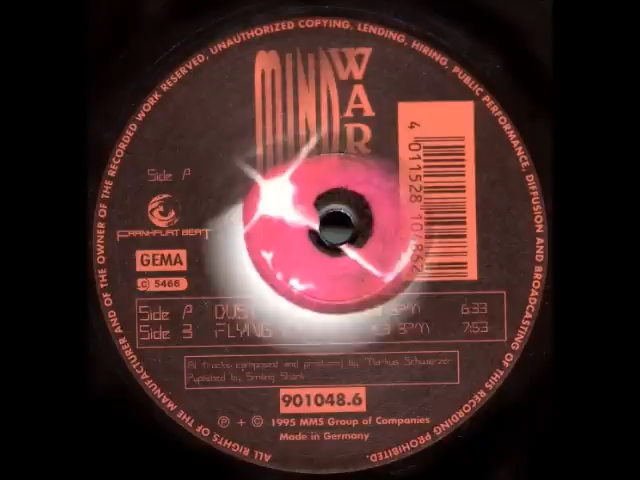 ALL RIGHTS OF THE MANUFACTURER AND OF THE OWNER OF THE RECORDED WORK RESERVED, UNAUTHORIZED COPYING, LENDING, HIRING, PUBLIC PERFORMANCE, DIFFUSION AND BROADCASTING OF THIS RECORDING PROHIBITED.
MIND
WAR
4 011528 104862
Side A
FRANKFURT BEAT
GEMA
LC 5466
Side A 6:33
Side B FLYING BPM 7:53
All tracks composed and produced by Markus Schwarzer
by Smiling Shark
901048.6
℗ + © 1995 MMS Group of Companies
Made in Germany